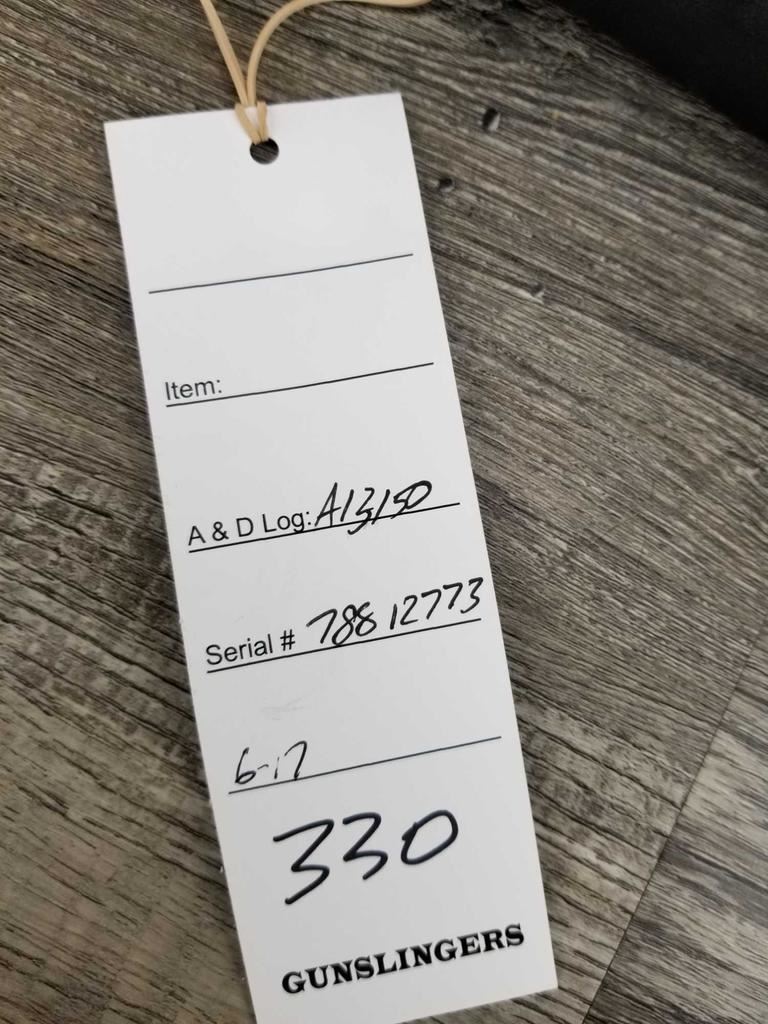 Item:
A & D Log: A13150
Serial # 78812773
6-17
330
GUNSLINGERS